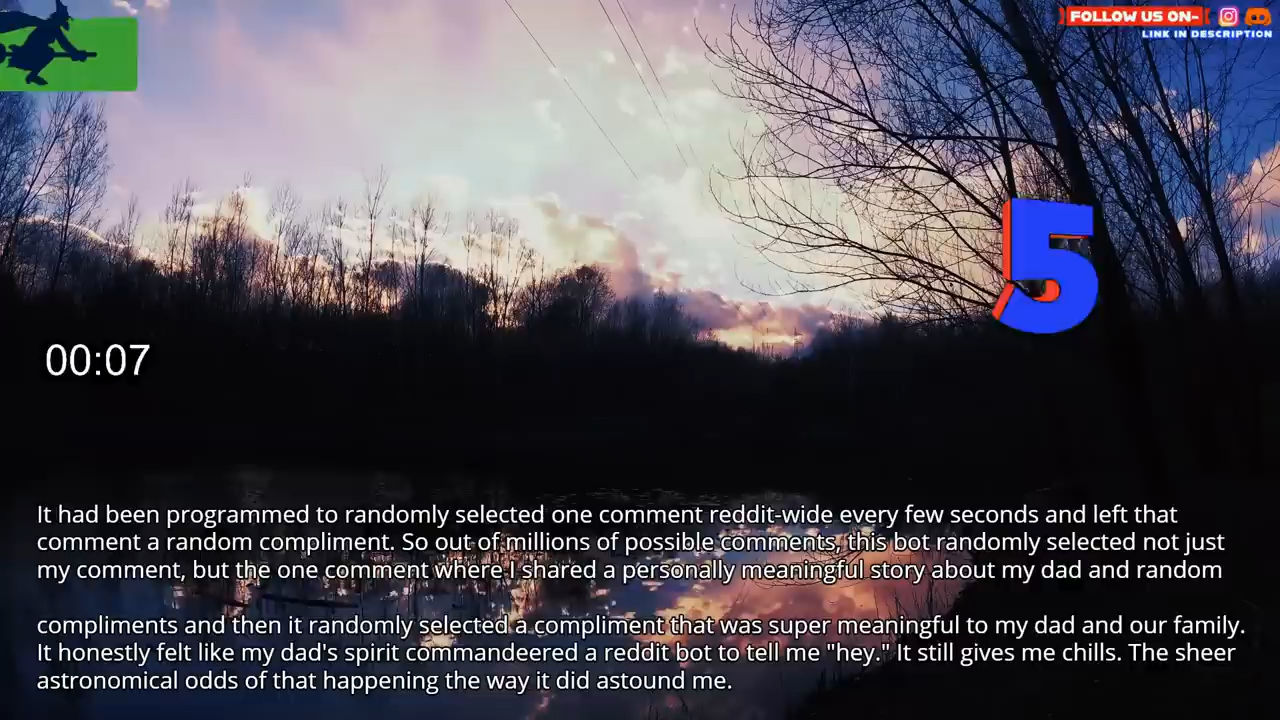 FOLLOW US ON-
LINK IN DESCRIPTION
5
00:07
It had been programmed to randomly selected one comment reddit-wide every few seconds and left that
comment a random compliment. So out of millions of possible comments, this bot randomly selected not just
my comment, but the one comment where I shared a personally meaningful story about my dad and random
compliments and then it randomly selected a compliment that was super meaningful to my dad and our family.
It honestly felt like my dad's spirit commandeered a reddit bot to tell me "hey." It still gives me chills. The sheer
astronomical odds of that happening the way it did astound me.